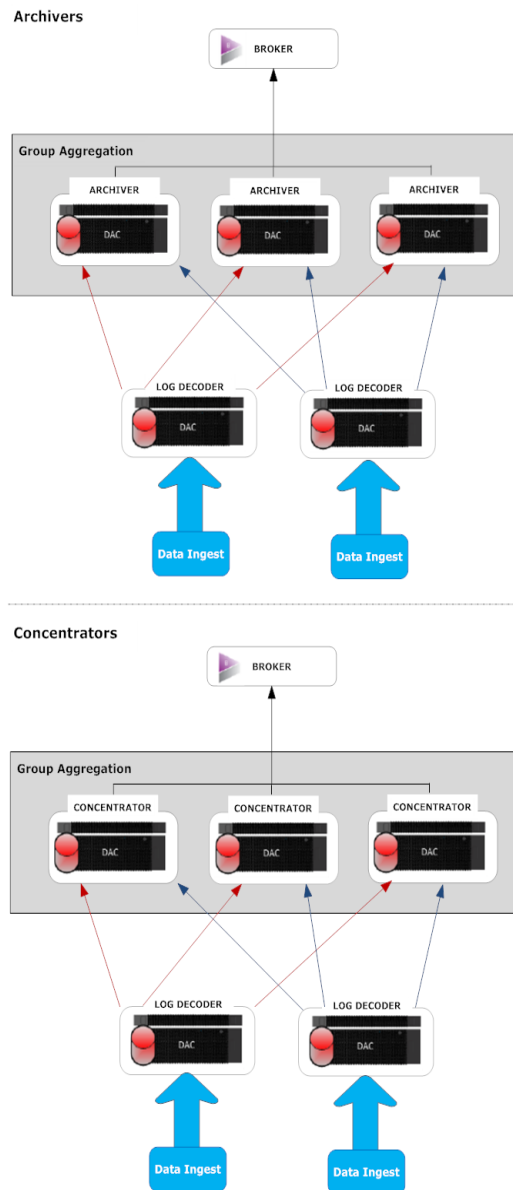 Archivers
BROKER
Group Aggregation
ARCHIVER
ARCHIVER
ARCHIVER
DAC
DAC
DAC
LOG DECODER
LOG DECODER
DAC
DAC
Data Ingest
Data Ingest
Concentrators
BROKER
Group Aggregation
CONCENTRATOR
CONCENTRATOR
CONCENTRATOR
DAC
DAC
DAC
LOG DECODER
LOG DECODER
DAC
DAC
Data Ingest
Data Ingest